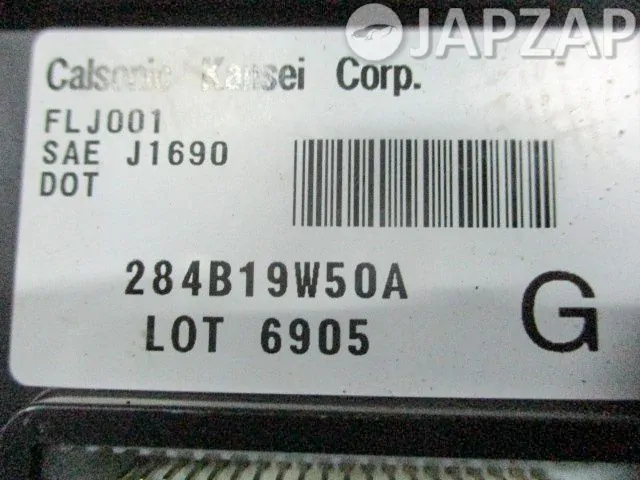 JAPZAP
Calsonic Kansei Corp.
FLJ001
SAE J1690
DOT
284B19W50A
G
LOT 6905